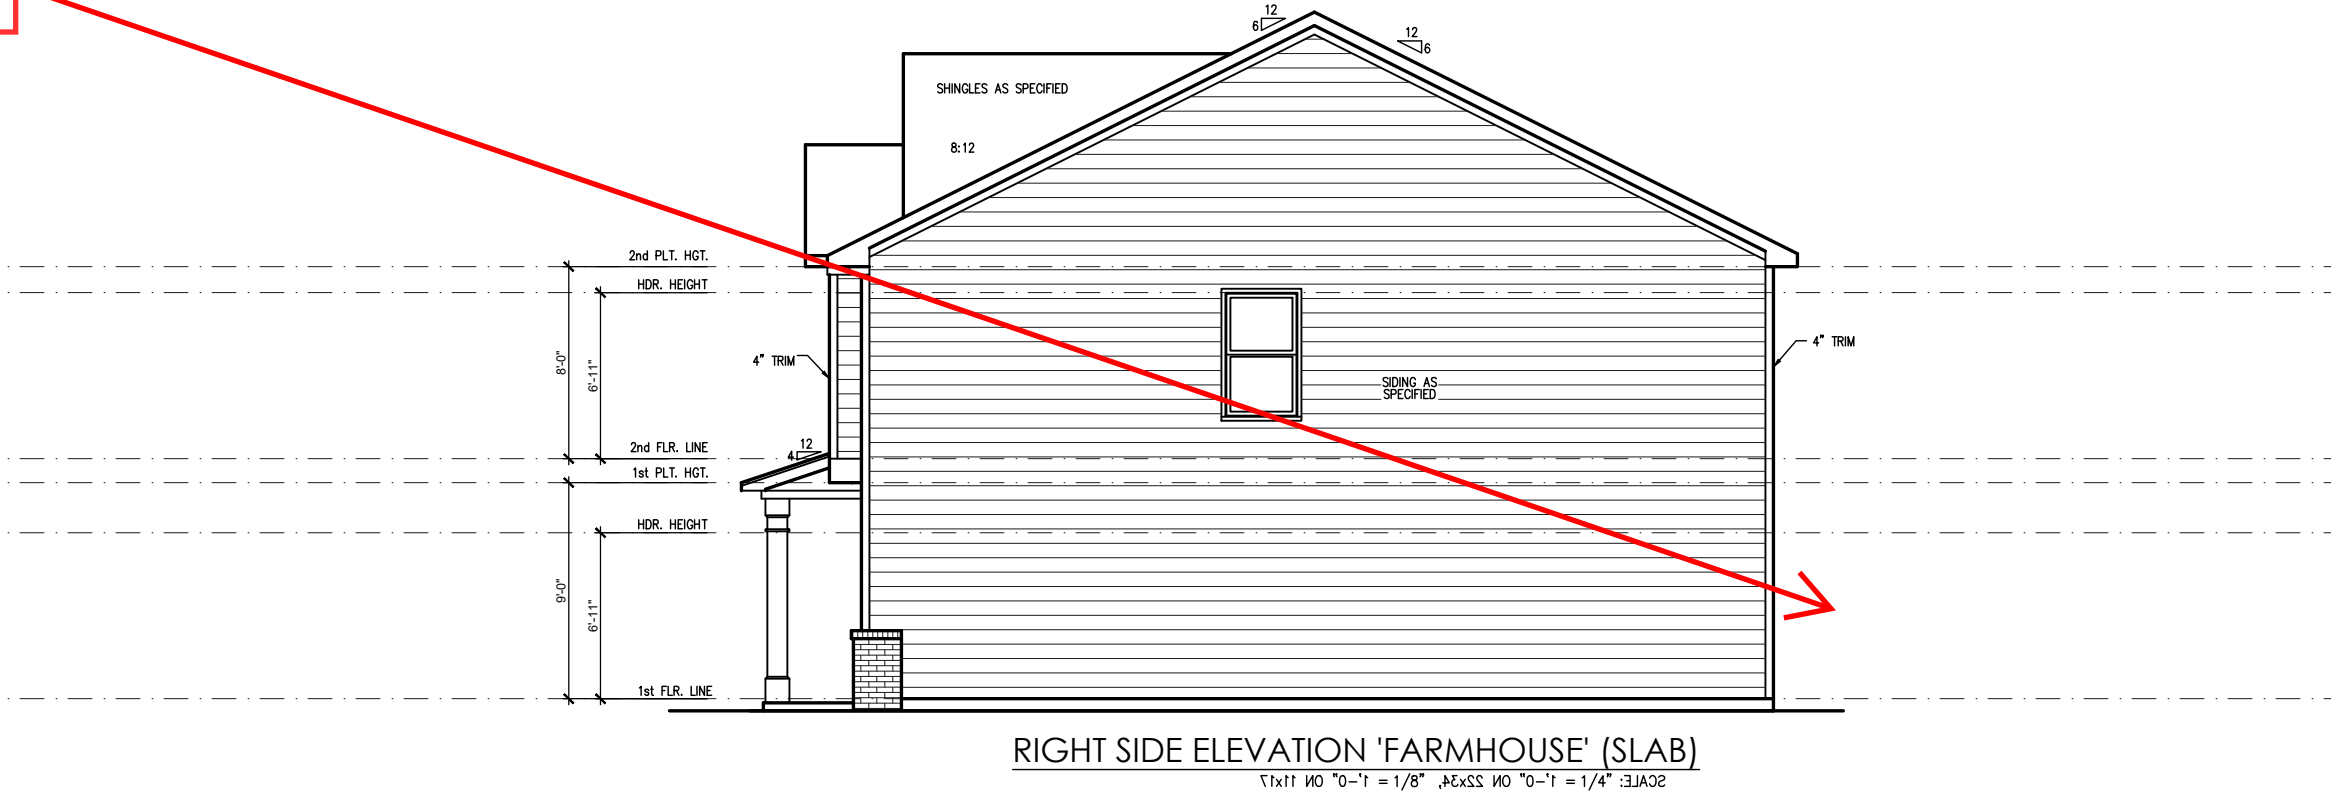 12
6
12
6
SHINGLES AS SPECIFIED
8:12
2nd PLT. HGT.
HDR. HEIGHT
8'-0"
6'-11"
4" TRIM
4" TRIM
SIDING AS
SPECIFIED
12
4
2nd FLR. LINE
1st PLT. HGT.
HDR. HEIGHT
9'-0"
6'-11"
1st FLR. LINE
RIGHT SIDE ELEVATION 'FARMHOUSE' (SLAB)
SCALE: "4/1 = 1'-0" ON 22x34, "8/1 = 1'-0" ON 11x17